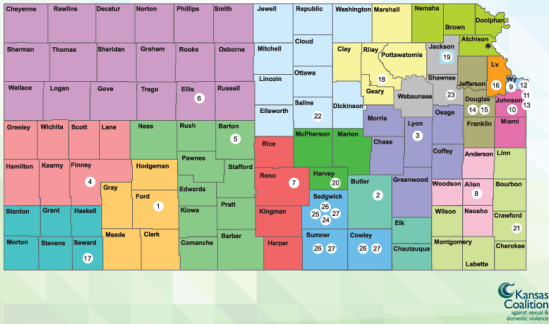 Cheyenne Rawlins Decatur Norton Phillips Smith Jewell Republic Washington Marshall Nemaha Brown Doniphan
Atchison *
Sherman Thomas Sheridan Graham Rooks Osborne Mitchell Cloud Clay Riley Pottawatomie Jackson
19
Lv
16
Wy
9
12
Lincoln Ottawa
18
Geary Wabaunsee Shawnee
23
Jefferson
Wallace Logan Gove Trago Ellis Russell
6
Ellsworth Saline
22
Dickinson
Douglas
14 15
Johnson
10
11
13
Morris Osage Franklin Miami
Greeley Wichita Scott Lane Ness Rush Barton
5
McPherson Marion Chase Lyon
3
Rice
Coffey Anderson Linn
Pawnee
Hamilton Kearny Finney
4
Hodgeman Stafford
Reno
7
Harvey
20
Greenwood Woodson Allen
8
Bourbon
Gray Ford
1
Edwards
Pratt
Sedgwick
26
25 27
24
Butler
2
Stanton Grant Haskell
Kiowa
Kingman
Wilson Neosho Crawford
21
Elk
Morton Stevens Seward
17
Meade Clark Comanche Barber Harper
Sumner
26 27
Cowley
26 27
Chautauqua
Montgomery Labette Cherokee
Kansas
Coalition
against sexual &
domestic violence